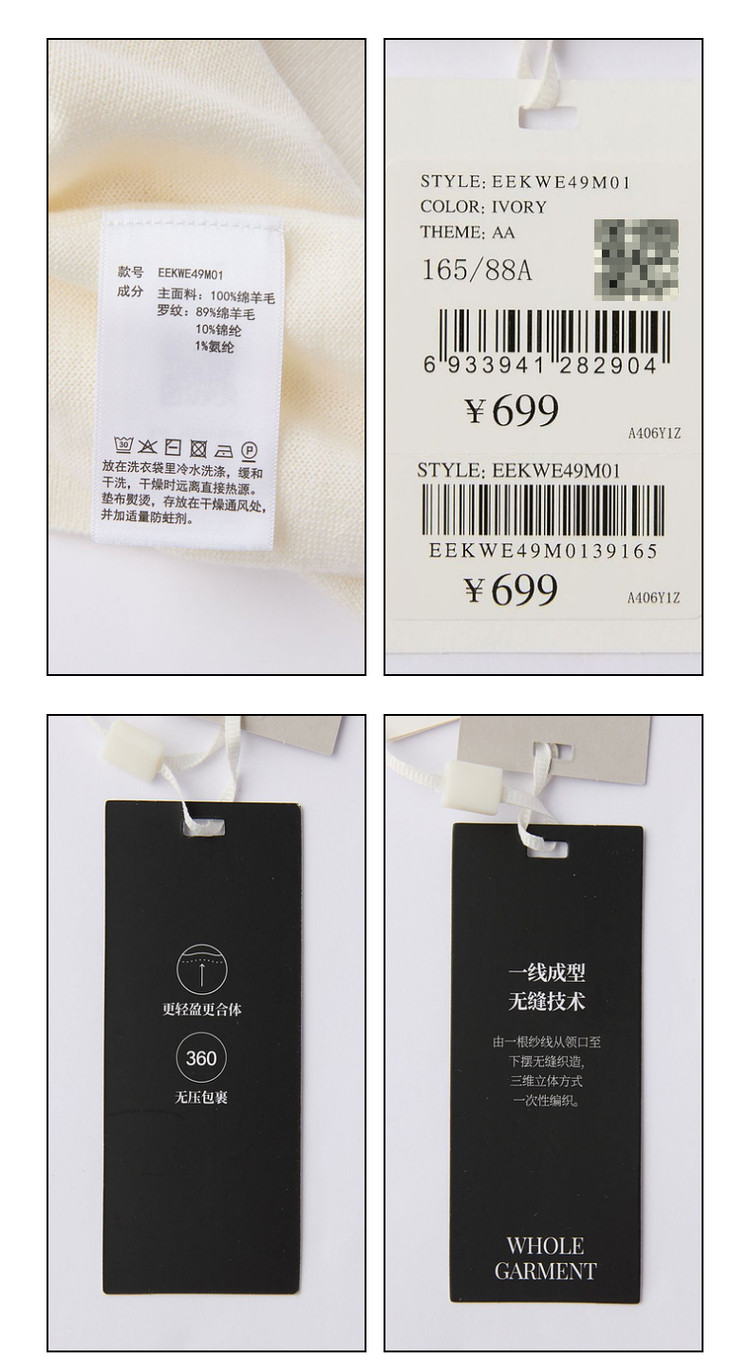 款号 EEKWE49M01
成分 主面料：100%绵羊毛
罗纹：89%绵羊毛
10%锦纶
1%氨纶
30 P
放在洗衣袋里冷水洗涤，缓和
干洗，干燥时远离直接热源。
垫布熨烫，存放在干燥通风处，
并加适量防蛀剂。
STYLE: EEKWE49M01
COLOR: IVORY
THEME: AA
165/88A
6 933941 282904
¥699
A406Y1Z
STYLE: EEKWE49M01
EEKWE49M0139165
¥699
A406Y1Z
更轻盈更合体
360
无压包裹
一线成型
无缝技术
由一根纱线从领口至
下摆无缝织造，
三维立体方式
一次性编织。
WHOLE
GARMENT